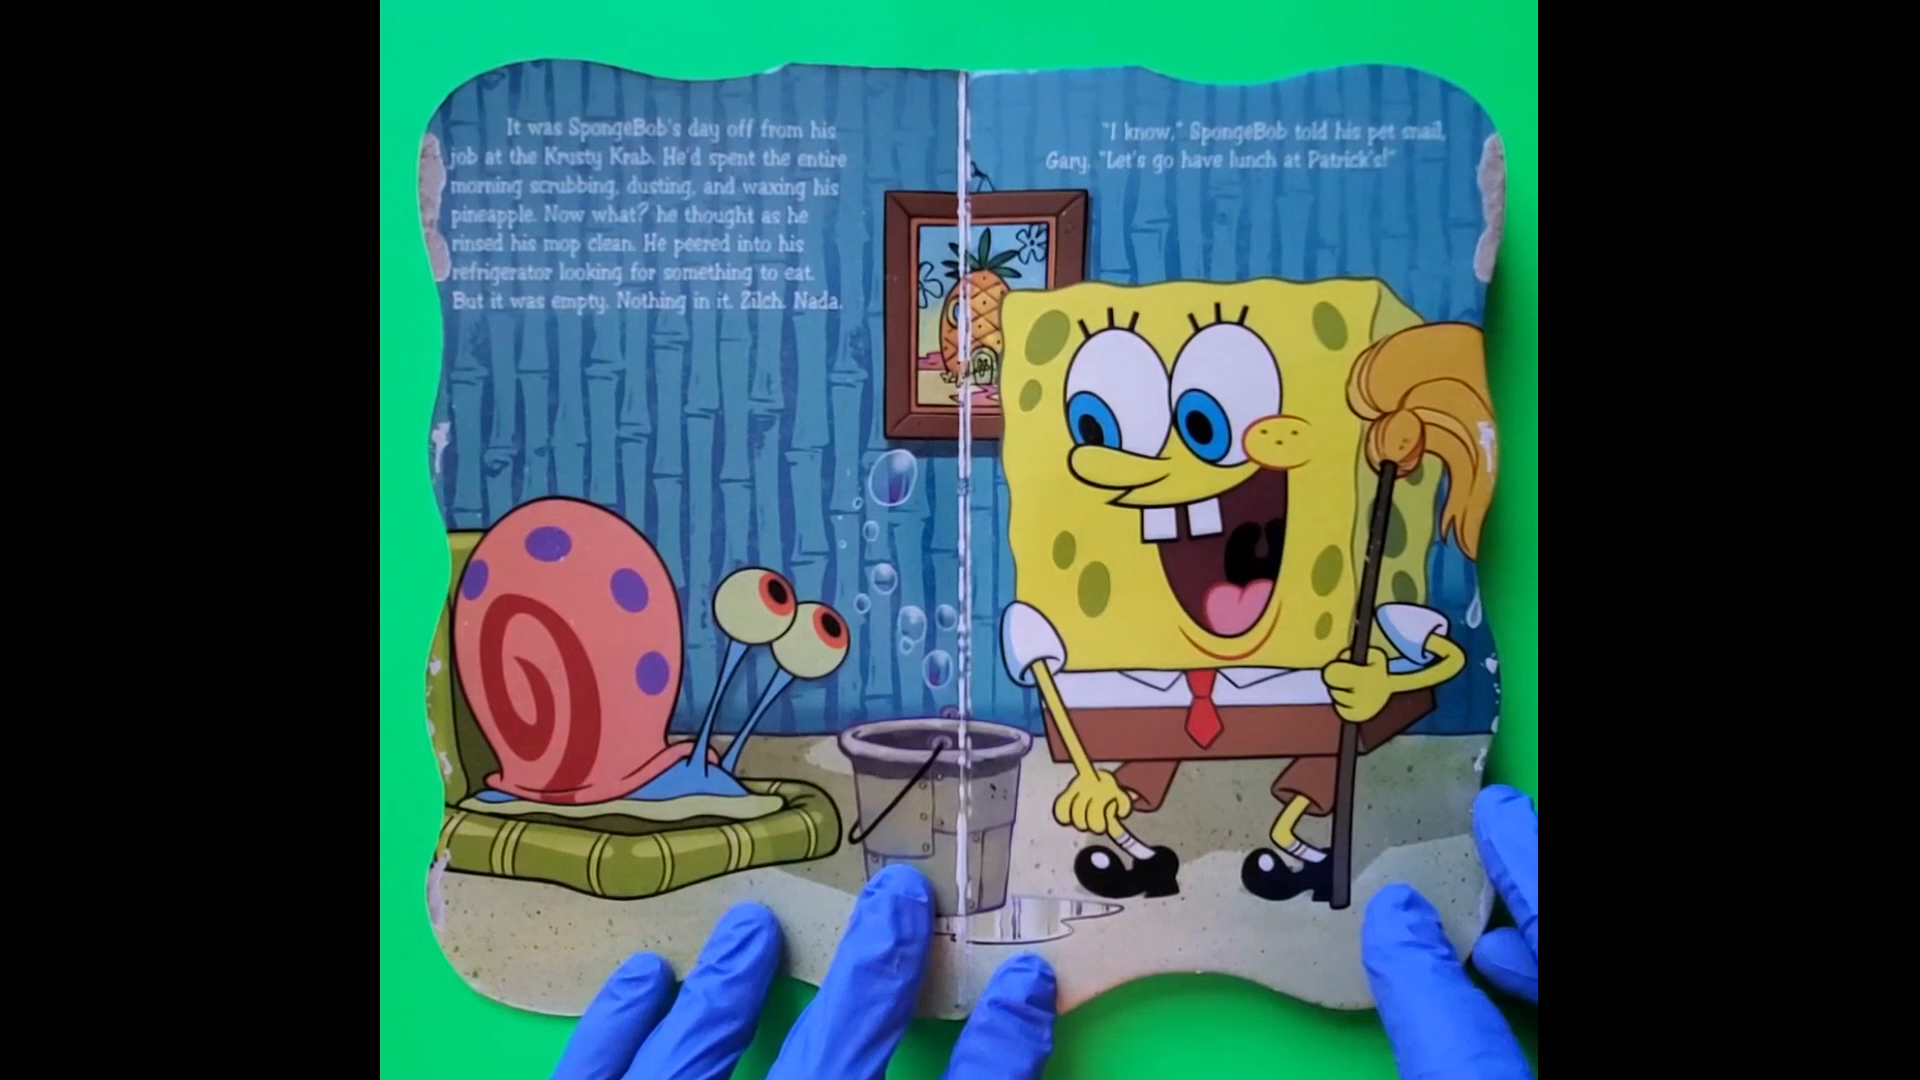 It was SpongeBob's day off from his
job at the Krusty Krab. He'd spent the entire
morning scrubbing, dusting, and waxing his
pineapple. Now what? he thought as he
rinsed his mop clean. He peered into his
refrigerator looking for something to eat.
But it was empty. Nothing in it. Zilch. Nada.
"I know," SpongeBob told his pet snail,
Gary. "Let's go have lunch at Patrick's!"